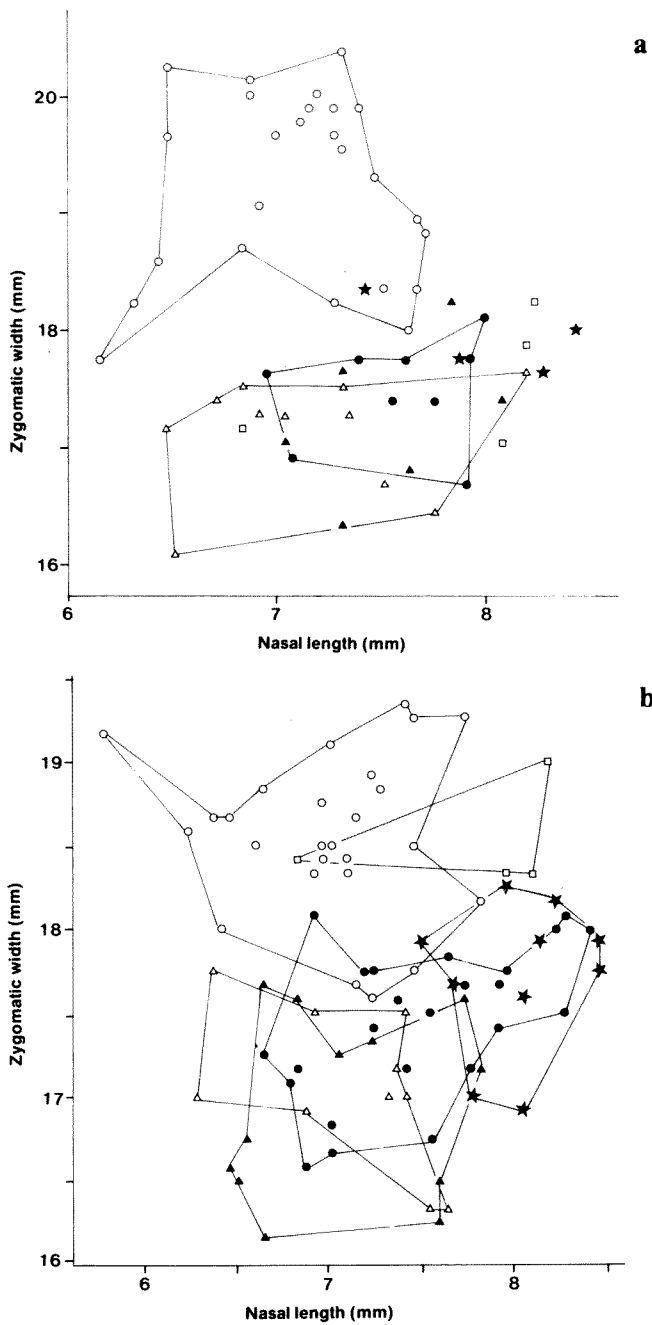 a
20
18
16
Zygomatic width (mm)
6 7 8
Nasal length (mm)
b
19
18
17
16
Zygomatic width (mm)
6 7 8
Nasal length (mm)